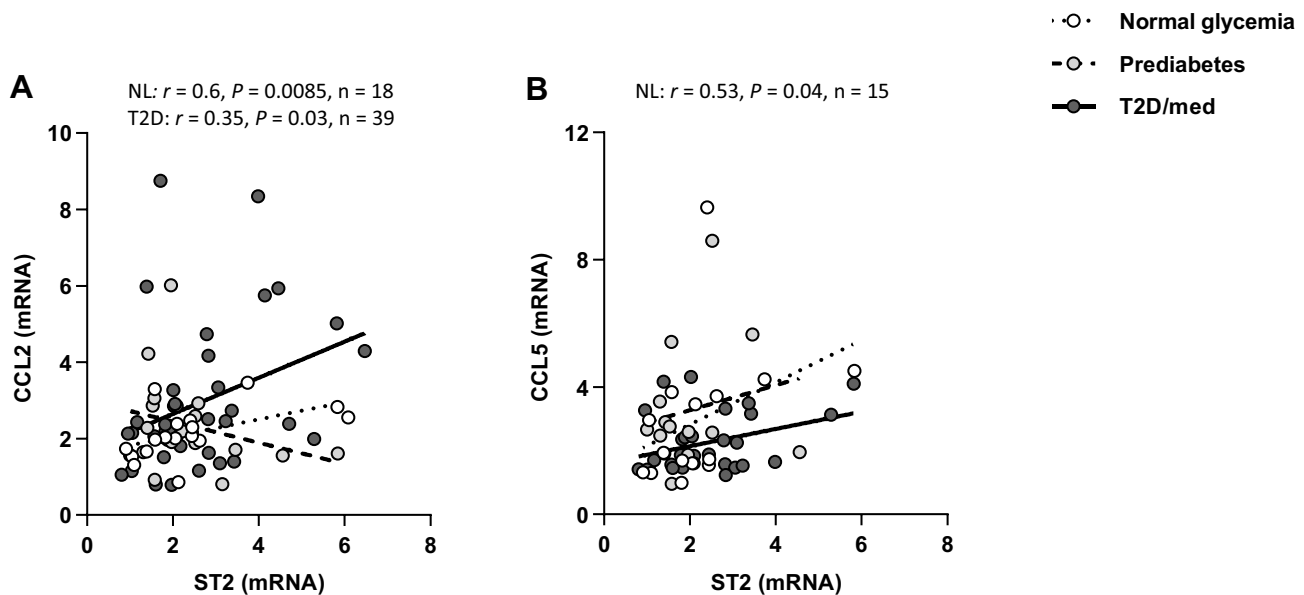 Normal glycemia
Prediabetes
T2D/med
A
NL: r = 0.6, P = 0.0085, n = 18
T2D: r = 0.35, P = 0.03, n = 39
10
8
6
4
2
0
CCL2 (mRNA)
0 2 4 6 8
ST2 (mRNA)
B
NL: r = 0.53, P = 0.04, n = 15
12
8
4
0
CCL5 (mRNA)
0 2 4 6 8
ST2 (mRNA)